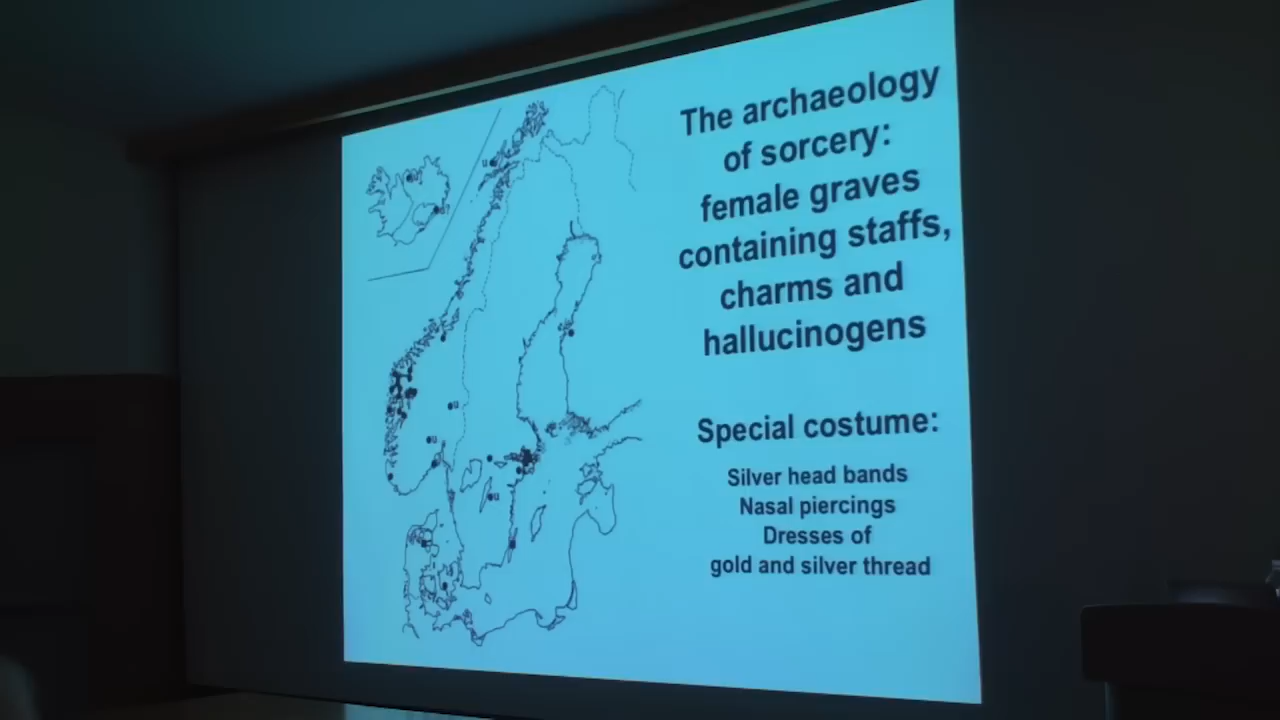 The archaeology
of sorcery:
female graves
containing staffs,
charms and
hallucinogens
Special costume:
Silver head bands
Nasal piercings
Dresses of
gold and silver thread